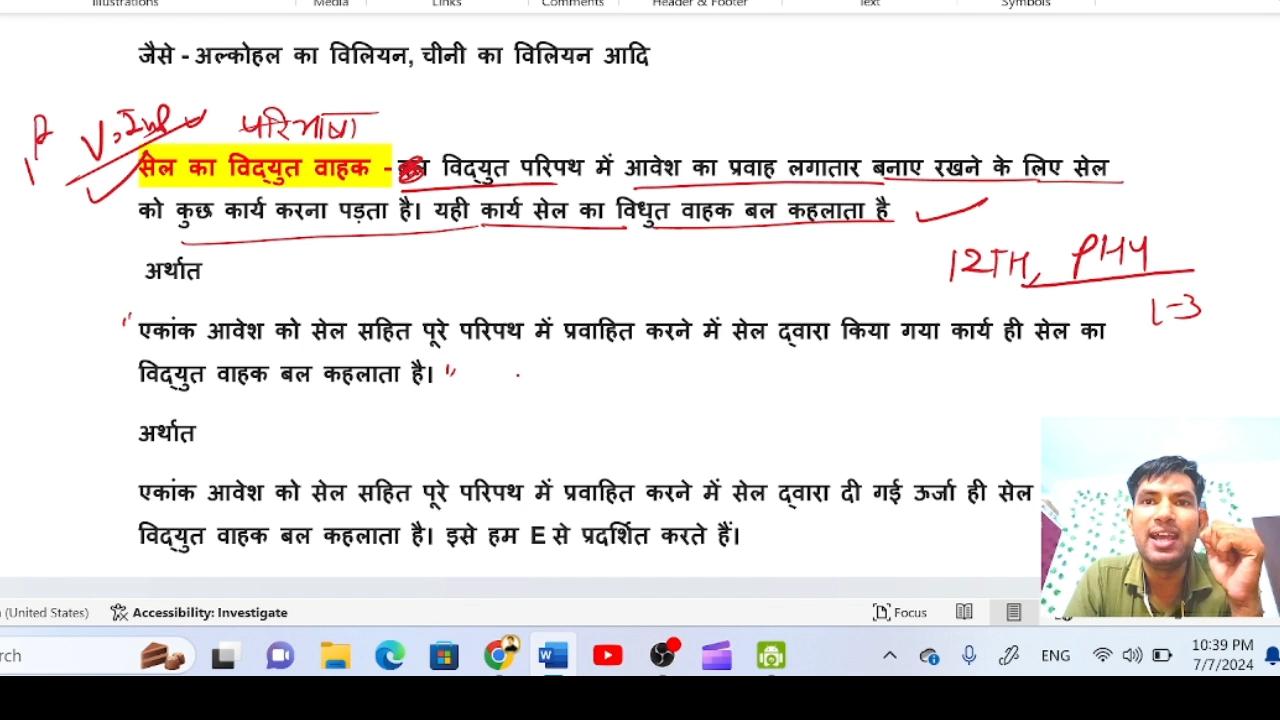 Illustrations Media Links Comments Header & Footer Text Symbols
जैसे - अल्कोहल का विलियन, चीनी का विलियन आदि
परिभाषा
सेल का विद्युत वाहक - विद्युत परिपथ में आवेश का प्रवाह लगातार बनाए रखने के लिए सेल
को कुछ कार्य करना पड़ता है। यही कार्य सेल का विधुत वाहक बल कहलाता है
12TH, PHY
1-3
अर्थात
" एकांक आवेश को सेल सहित पूरे परिपथ में प्रवाहित करने में सेल द्वारा किया गया कार्य ही सेल का
विद्युत वाहक बल कहलाता है। "
अर्थात
एकांक आवेश को सेल सहित पूरे परिपथ में प्रवाहित करने में सेल द्वारा दी गई ऊर्जा ही सेल
विद्युत वाहक बल कहलाता है। इसे हम E से प्रदर्शित करते हैं।
(United States) Accessibility: Investigate Focus
rch ENG 10:39 PM
7/7/2024